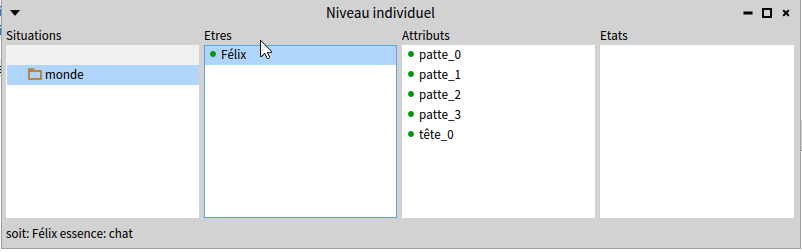 Niveau individuel
Situations
monde
Etres
Félix
Attributs
patte_0
patte_1
patte_2
patte_3
tête_0
Etats
soit: Félix essence: chat